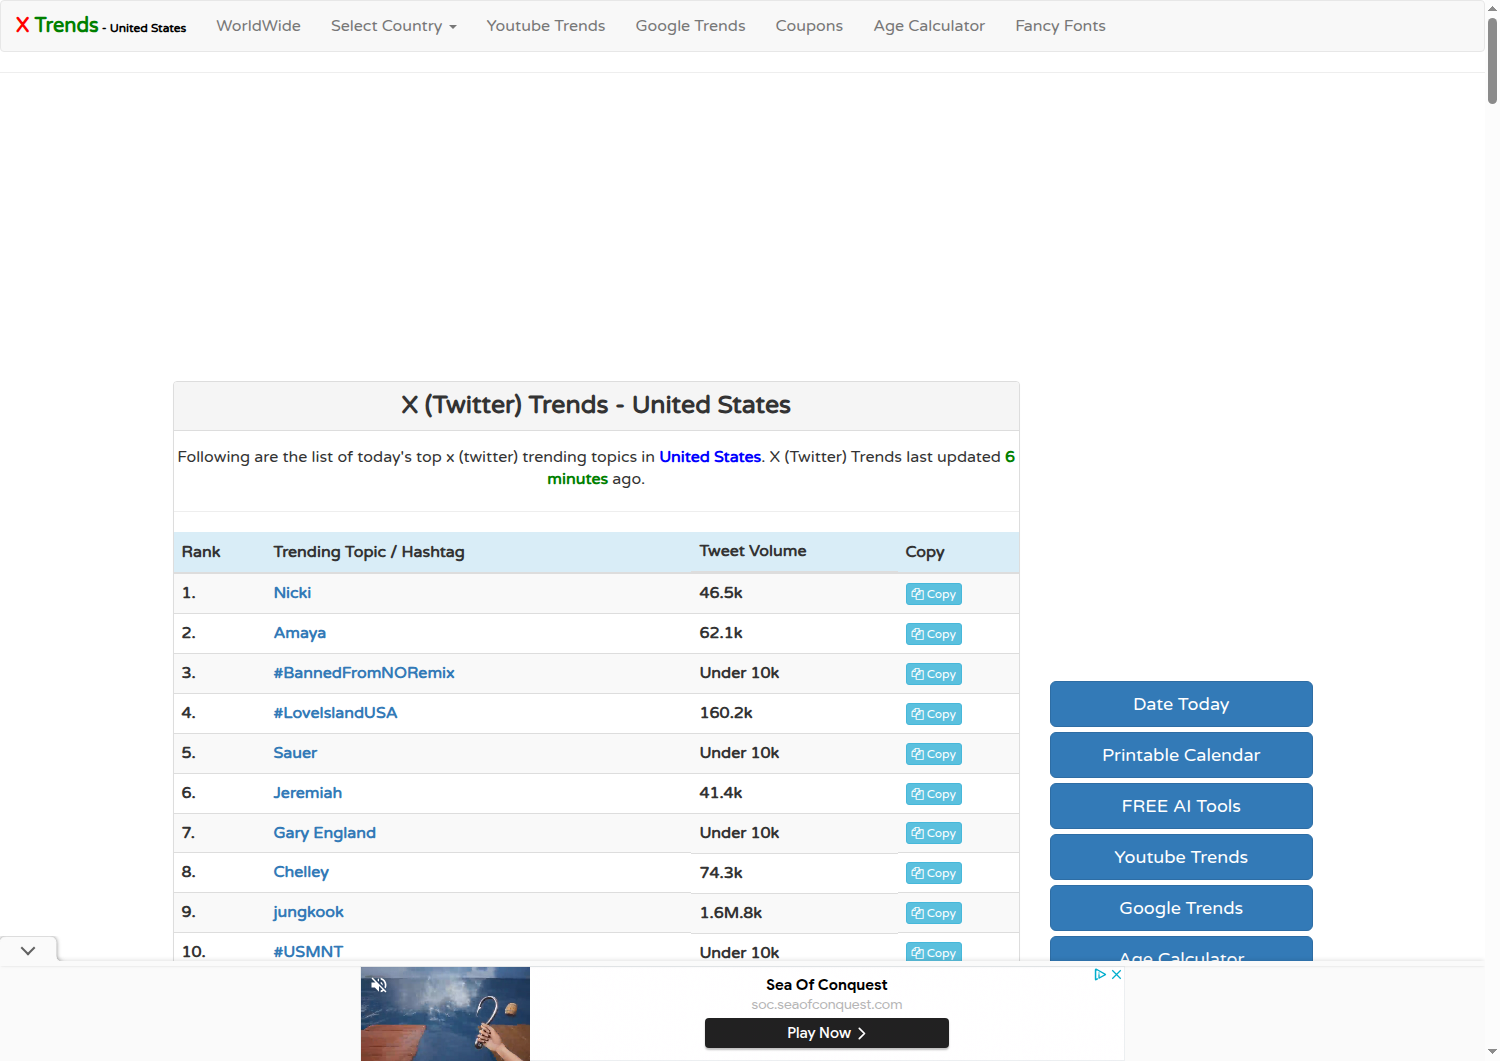 X Trends - United States
WorldWide
Select Country
Youtube Trends
Google Trends
Coupons
Age Calculator
Fancy Fonts
X (Twitter) Trends - United States
Following are the list of today's top x (twitter) trending topics in United States. X (Twitter) Trends last updated 6
minutes ago.
Rank Trending Topic / Hashtag Tweet Volume Copy
1. Nicki 46.5k Copy
2. Amaya 62.1k Copy
3. #BannedFromNORemix Under 10k Copy
4. #LoveIslandUSA 160.2k Copy
5. Sauer Under 10k Copy
6. Jeremiah 41.4k Copy
7. Gary England Under 10k Copy
8. Chelley 74.3k Copy
9. jungkook 1.6M.8k Copy
10. #USMNT Under 10k Copy
Date Today
Printable Calendar
FREE AI Tools
Youtube Trends
Google Trends
Age Calculator
Sea Of Conquest
soc.seaofconquest.com
Play Now